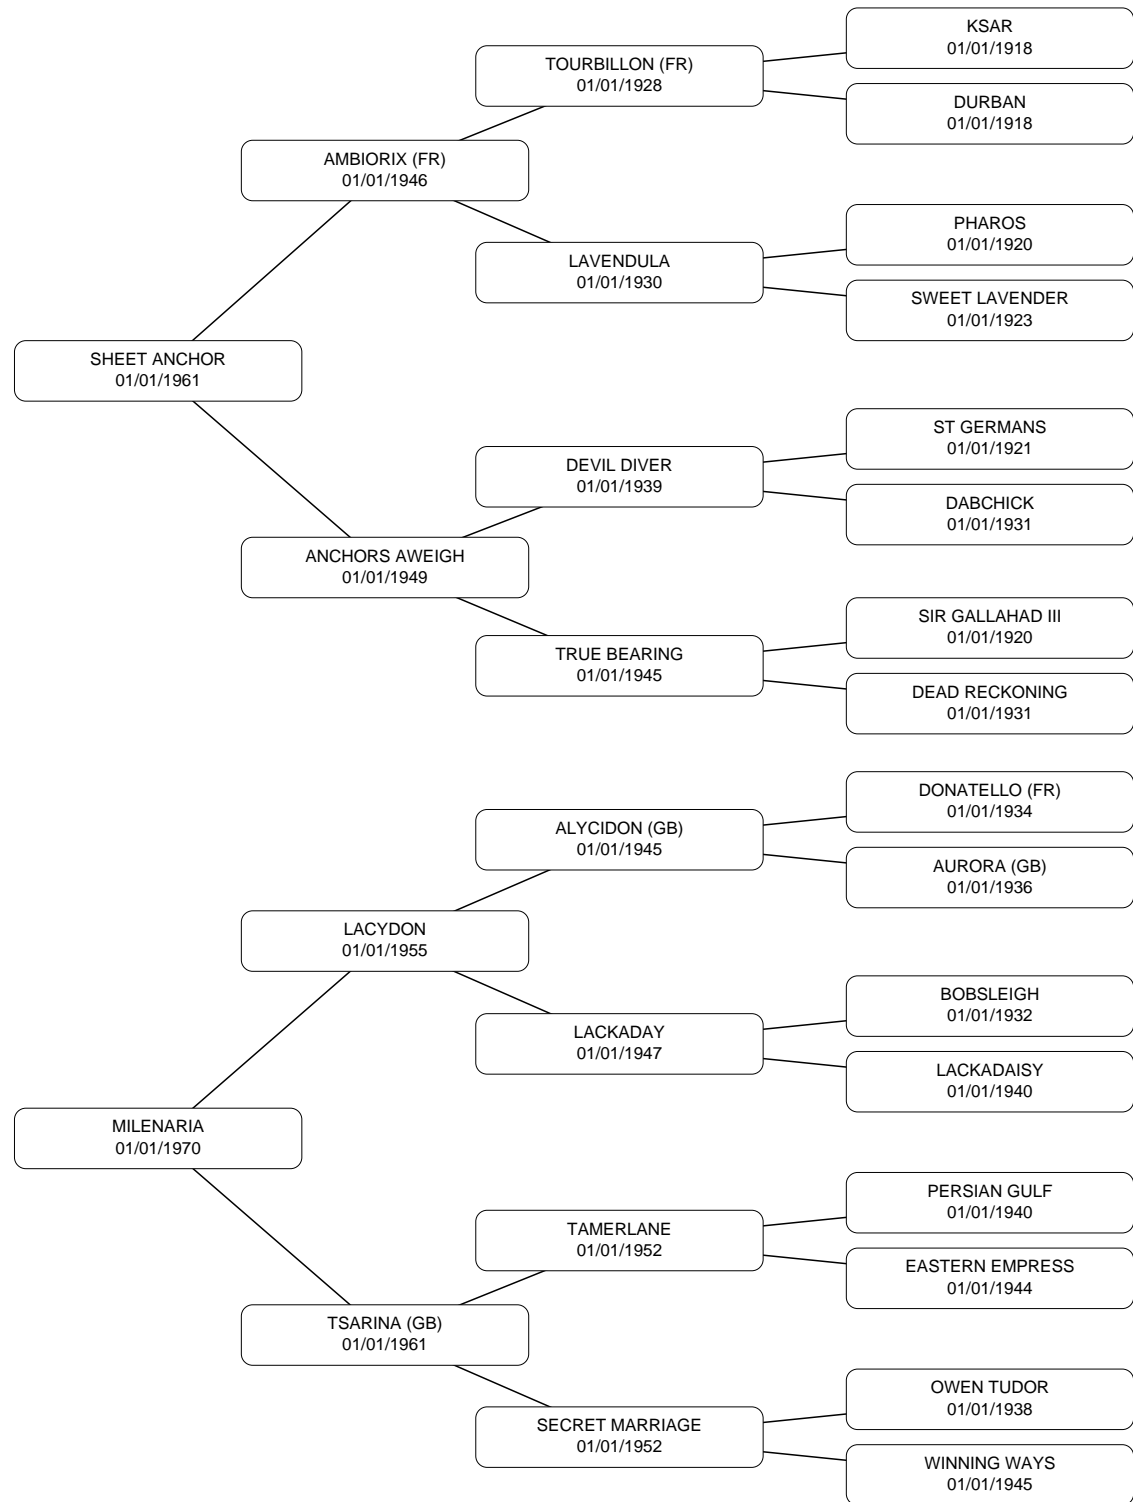 KSAR
01/01/1918
TOURBILLON (FR)
01/01/1928
DURBAN
01/01/1918
AMBIORIX (FR)
01/01/1946
PHAROS
01/01/1920
LAVENDULA
01/01/1930
SWEET LAVENDER
01/01/1923
SHEET ANCHOR
01/01/1961
ST GERMANS
01/01/1921
DEVIL DIVER
01/01/1939
DABCHICK
01/01/1931
ANCHORS AWEIGH
01/01/1949
SIR GALLAHAD III
01/01/1920
TRUE BEARING
01/01/1945
DEAD RECKONING
01/01/1931
DONATELLO (FR)
01/01/1934
ALYCIDON (GB)
01/01/1945
AURORA (GB)
01/01/1936
LACYDON
01/01/1955
BOBSLEIGH
01/01/1932
LACKADAY
01/01/1947
LACKADAISY
01/01/1940
MILENARIA
01/01/1970
PERSIAN GULF
01/01/1940
TAMERLANE
01/01/1952
EASTERN EMPRESS
01/01/1944
TSARINA (GB)
01/01/1961
OWEN TUDOR
01/01/1938
SECRET MARRIAGE
01/01/1952
WINNING WAYS
01/01/1945